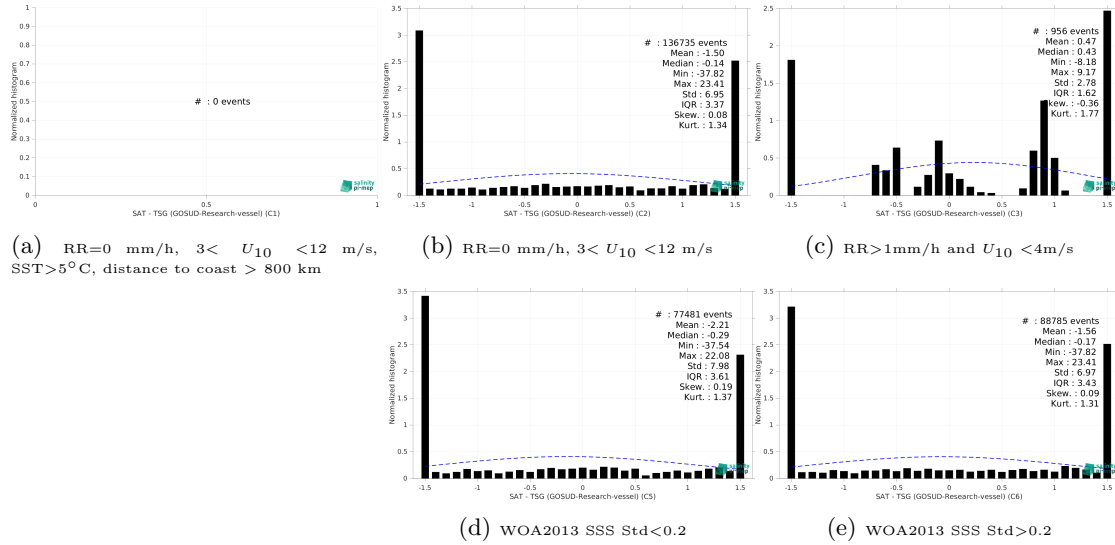 1
0.9
0.8
0.7
0.6
0.5
0.4
0.3
0.2
0.1
0
Normalized histogram
# : 0 events
salinity
pi-mep
0 0.5 1
SAT - TSG (GOSUD-Research-vessel) (C1)
(a) RR=0 mm/h, 3< U10 <12 m/s,
SST>5°C, distance to coast > 800 km
3.5
3
2.5
2
1.5
1
0.5
0
Normalized histogram
# : 136735 events
Mean : -1.50
Median : -0.14
Min : -37.82
Max : 23.41
Std : 6.95
IQR : 3.37
Skew. : 0.08
Kurt. : 1.34
-1.5 -1 -0.5 0 0.5 1 1.5
SAT - TSG (GOSUD-Research-vessel) (C2)
(b) RR=0 mm/h, 3< U10 <12 m/s
2.5
2
1.5
1
0.5
0
Normalized histogram
# : 956 events
Mean : 0.47
Median : 0.43
Min : -8.18
Max : 9.17
Std : 2.78
IQR : 1.62
Skew. : -0.36
Kurt. : 1.77
-1.5 -1 -0.5 0 0.5 1 1.5
SAT - TSG (GOSUD-Research-vessel) (C3)
(c) RR>1mm/h and U10 <4m/s
3.5
3
2.5
2
1.5
1
0.5
0
Normalized histogram
# : 77481 events
Mean : -2.21
Median : -0.29
Min : -37.54
Max : 22.08
Std : 7.98
IQR : 3.61
Skew. : 0.19
Kurt. : 1.37
-1.5 -1 -0.5 0 0.5 1 1.5
SAT - TSG (GOSUD-Research-vessel) (C5)
(d) WOA2013 SSS Std<0.2
3.5
3
2.5
2
1.5
1
0.5
0
Normalized histogram
# : 88785 events
Mean : -1.56
Median : -0.17
Min : -37.82
Max : 23.41
Std : 6.97
IQR : 3.43
Skew. : 0.09
Kurt. : 1.31
-1.5 -1 -0.5 0 0.5 1 1.5
SAT - TSG (GOSUD-Research-vessel) (C6)
(e) WOA2013 SSS Std>0.2